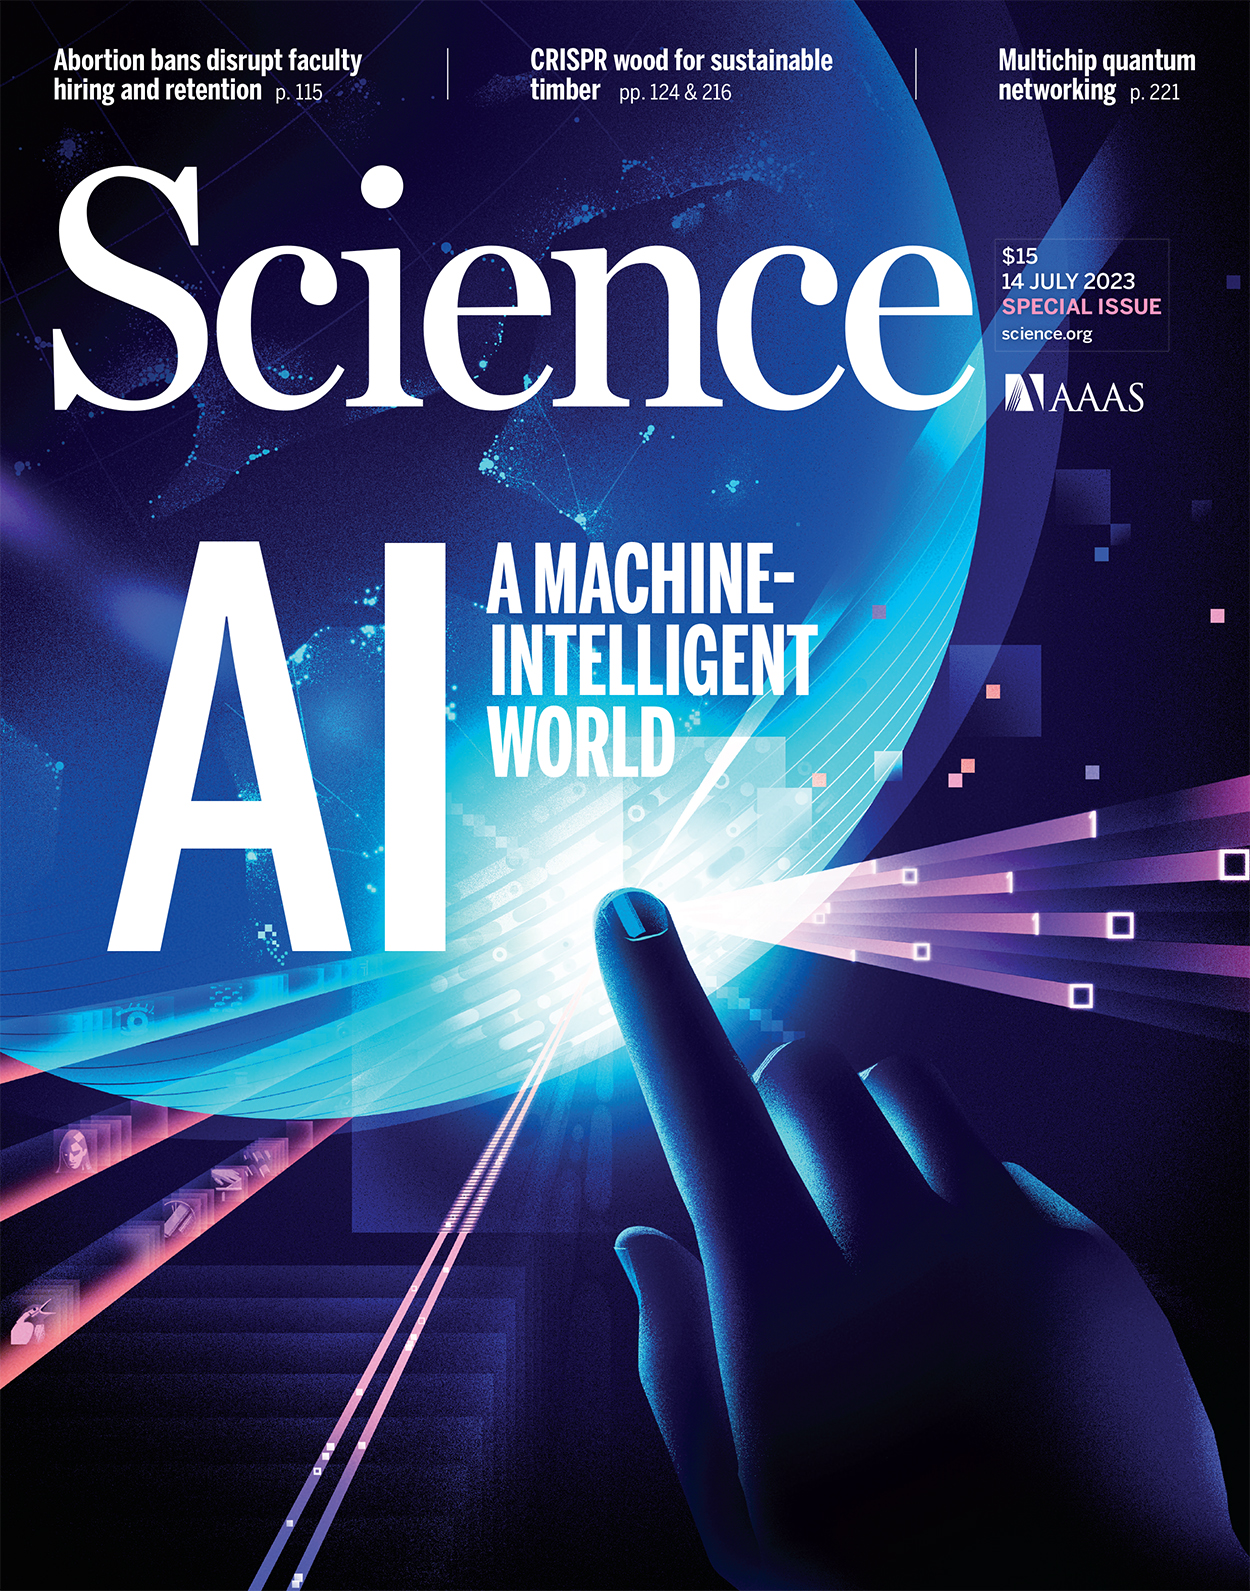 Abortion bans disrupt faculty
hiring and retention p. 115
CRISPR wood for sustainable
timber pp. 124 & 216
Multichip quantum
networking p. 221
Science
$15
14 JULY 2023
SPECIAL ISSUE
science.org
AAAS
AI
A MACHINE-
INTELLIGENT
WORLD